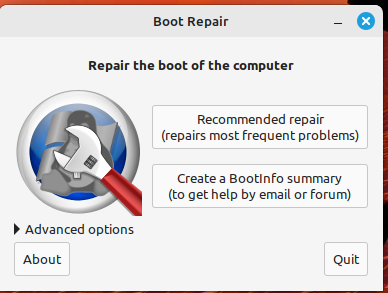 Boot Repair
Repair the boot of the computer
Recommended repair
(repairs most frequent problems)
Create a BootInfo summary
(to get help by email or forum)
Advanced options
About
Quit